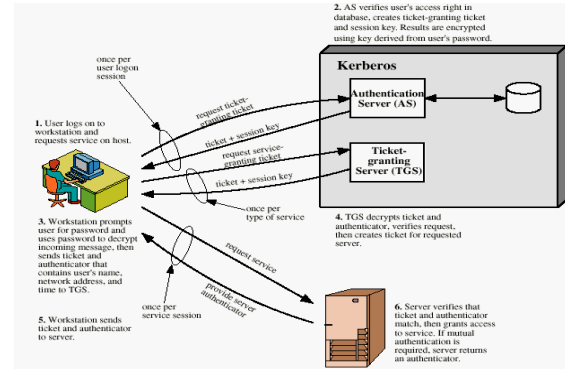 2. AS verifies user's access right in
database, creates ticket-granting ticket
and session key. Results are encrypted
using key derived from user's password.
once per
user logon
session
Kerberos
request ticket-
granting ticket
Authentication
Server (AS)
1. User logs on to
workstation and
requests service on host.
ticket + session key
request service-
granting ticket
Ticket-
granting
Server (TGS)
ticket + session key
3. Workstation prompts
user for password and
uses password to decrypt
incoming message, then
sends ticket and
authenticator that
contains user's name,
network address, and
time to TGS.
once per
type of service
4. TGS decrypts ticket and
authenticator, verifies request,
then creates ticket for requested
server.
request service
provide server
authenticator
once per
service session
5. Workstation sends
ticket and authenticator
to server.
6. Server verifies that
ticket and authenticator
match, then grants access
to service. If mutual
authentication is
required, server returns
an authenticator.